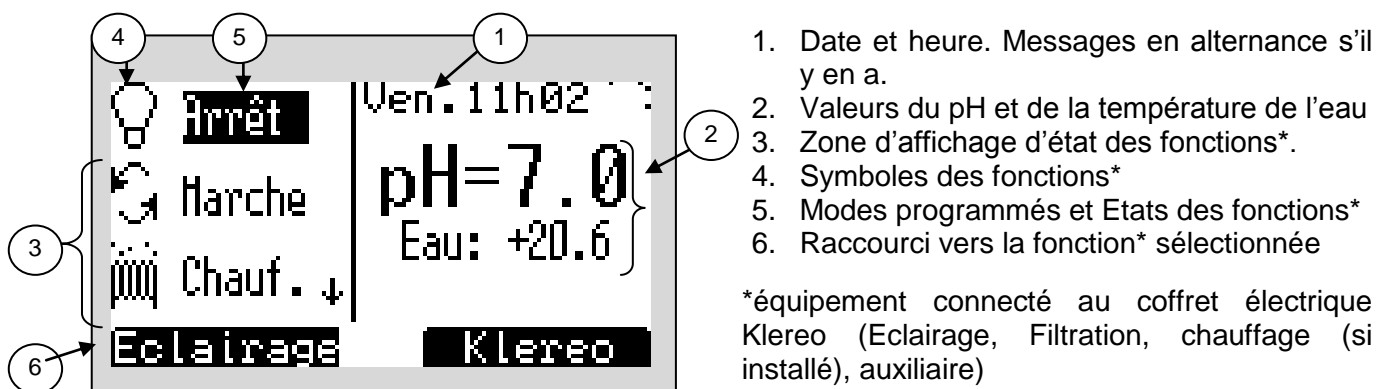 4
5
1
Arrêt
Ven.11h02
pH=7.0
2
Marche
Eau: +20.6
3
Chauf.
Eclairage
Klereo
6
1. Date et heure. Messages en alternance s'il
y en a.
2. Valeurs du pH et de la température de l'eau
3. Zone d'affichage d'état des fonctions*.
4. Symboles des fonctions*
5. Modes programmés et Etats des fonctions*
6. Raccourci vers la fonction* sélectionnée
*équipement connecté au coffret électrique
Klereo (Eclairage, Filtration, chauffage (si
installé), auxiliaire)